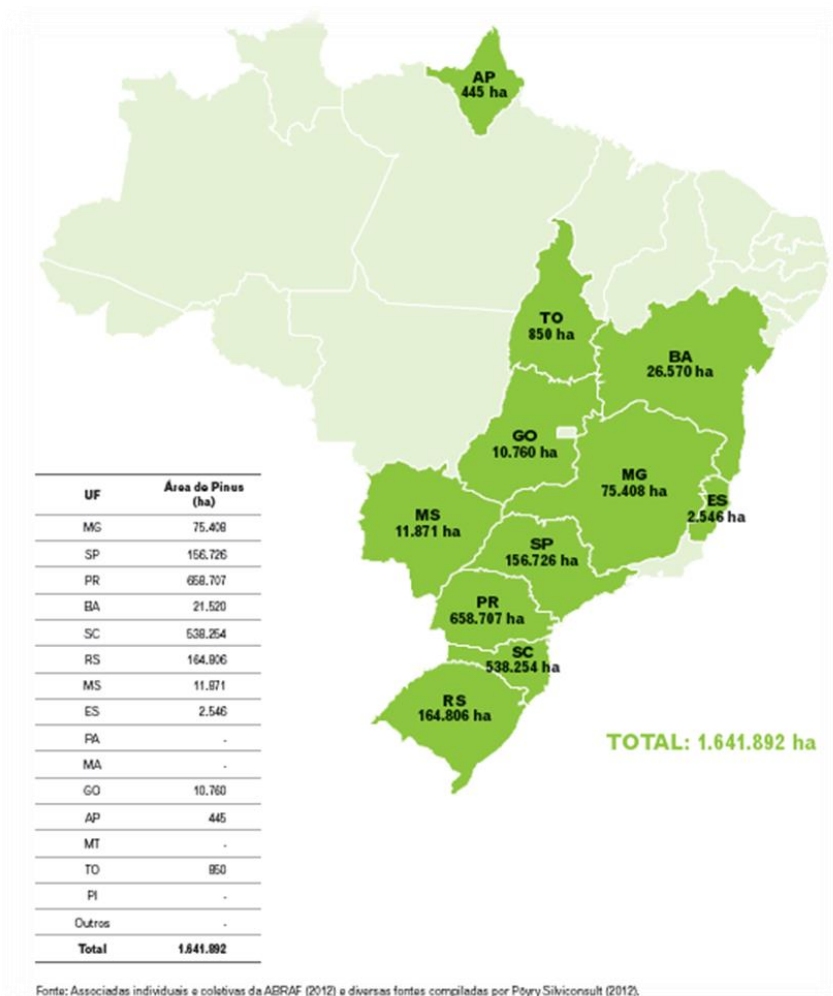 AP
445 ha
TO
850 ha
BA
26.570 ha
GO
10.760 ha
MG
75.408 ha
ES
2.546 ha
MS
11.871 ha
SP
156.726 ha
PR
658.707 ha
SC
538.254 ha
RS
164.806 ha
TOTAL: 1.641.892 ha
UF Área de Pinus (ha)
MG 75.408
SP 156.726
PR 658.707
BA 21.520
SC 538.254
RS 164.806
MS 11.871
ES 2.546
PA -
MA -
GO 10.760
AP 445
MT -
TO 850
PI -
Outros -
Total 1.641.892
Fonte: Associadas individuais e coletivas da ABRAF (2012) e diversas fontes compiladas por Pöyry Silviconsult (2012).